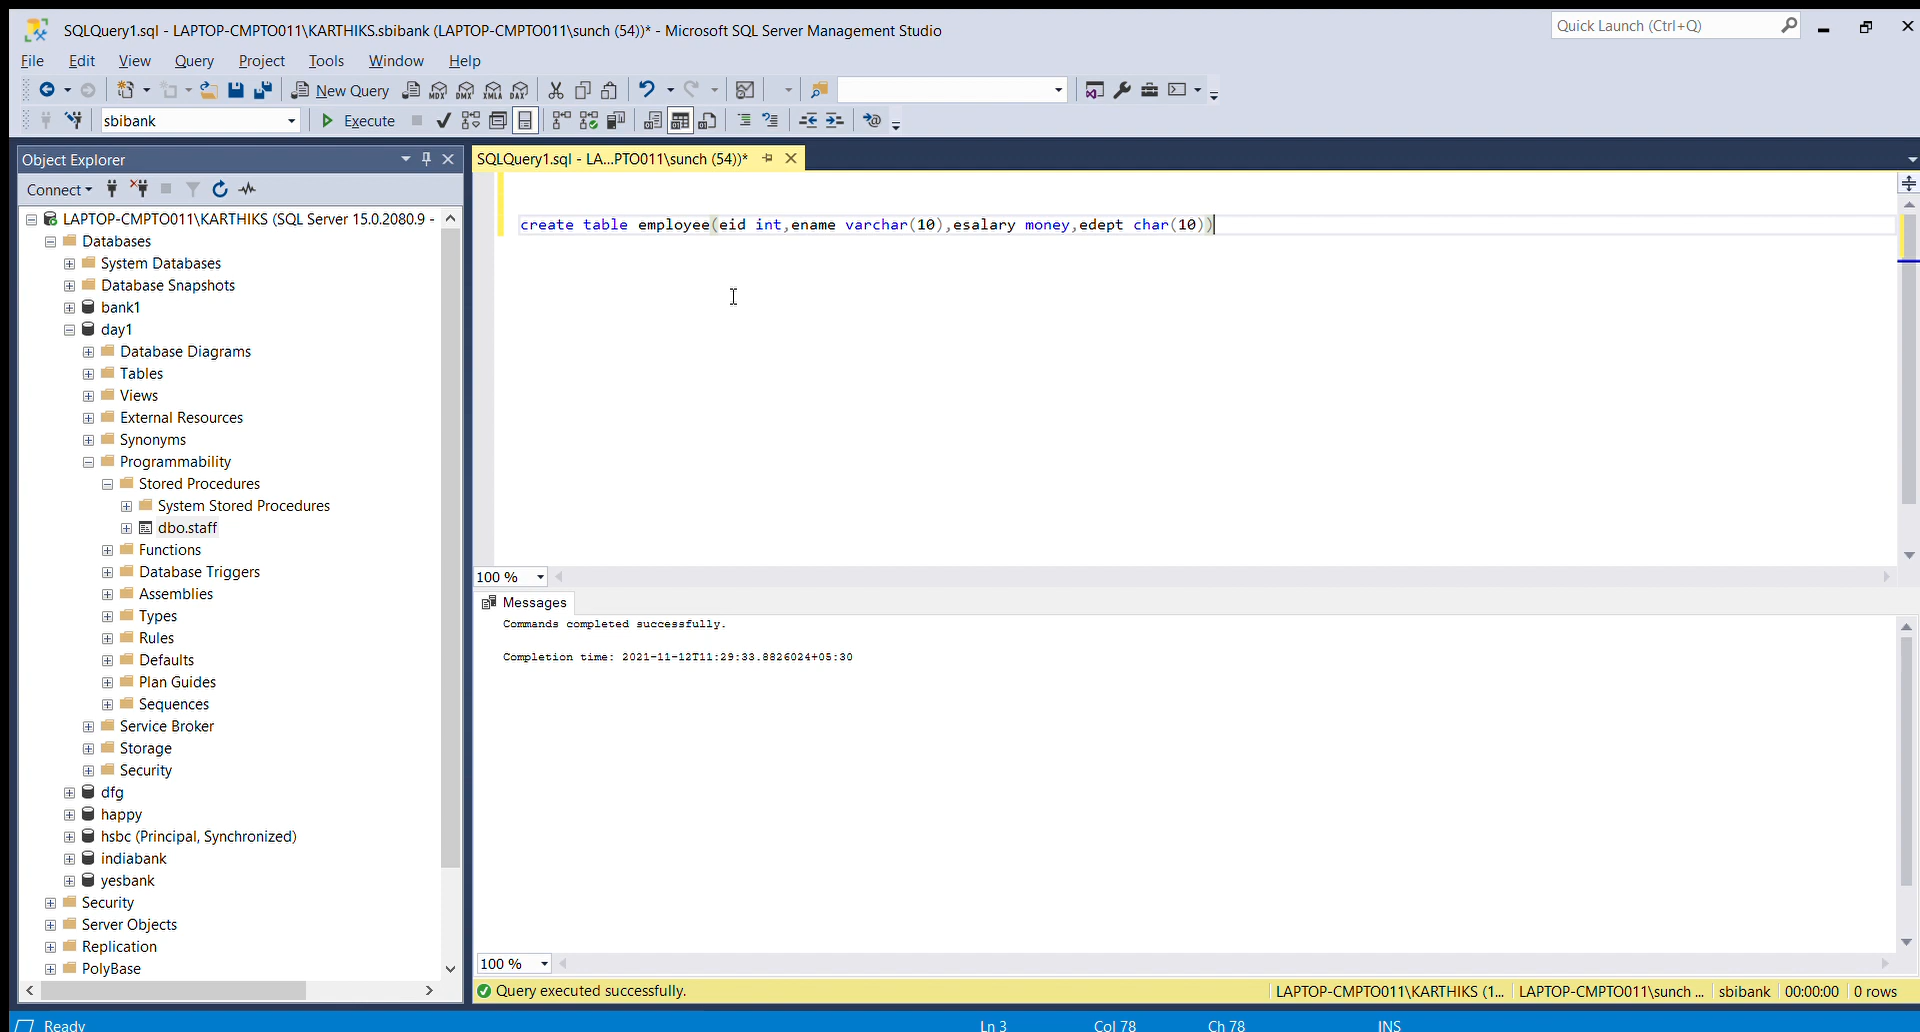 SQLQuery1.sql - LAPTOP-CMPTO011\KARTHIKS.sbibank (LAPTOP-CMPTO011\sunch (54))* - Microsoft SQL Server Management Studio
Quick Launch (Ctrl+Q)
File Edit View Query Project Tools Window Help
New Query MDX DMX XMLA DAX
sbibank Execute
Object Explorer
SQLQuery1.sql - LA...PTO011\sunch (54))*
Connect
LAPTOP-CMPTO011\KARTHIKS (SQL Server 15.0.2080.9 -
Databases
System Databases
Database Snapshots
bank1
day1
Database Diagrams
Tables
Views
External Resources
Synonyms
Programmability
Stored Procedures
System Stored Procedures
dbo.staff
Functions
Database Triggers
Assemblies
Types
Rules
Defaults
Plan Guides
Sequences
Service Broker
Storage
Security
dfg
happy
hsbc (Principal, Synchronized)
indiabank
yesbank
Security
Server Objects
Replication
PolyBase
create table employee(eid int,ename varchar(10),esalary money,edept char(10))
100 %
Messages
Commands completed successfully.
Completion time: 2021-11-12T11:29:33.8826024+05:30
100 %
Query executed successfully. LAPTOP-CMPTO011\KARTHIKS (1... LAPTOP-CMPTO011\sunch ... sbibank 00:00:00 0 rows
Ready Ln 3 Col 78 Ch 78 INS